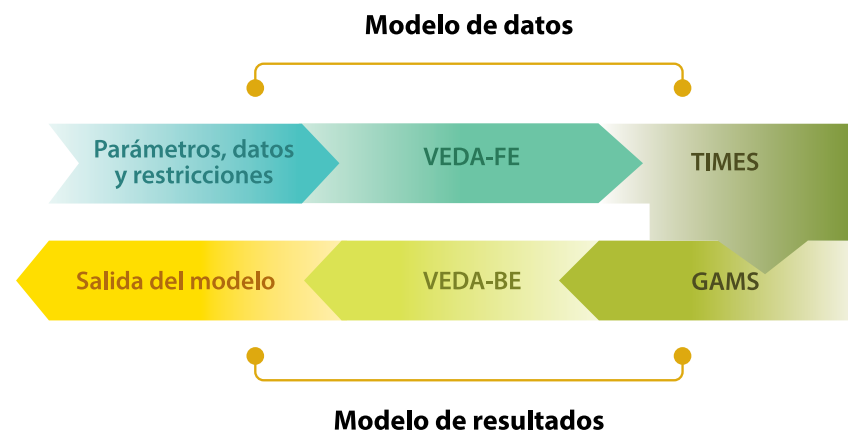 Modelo de datos
Parámetros, datos
y restricciones
VEDA-FE
TIMES
Salida del modelo
VEDA-BE
GAMS
Modelo de resultados